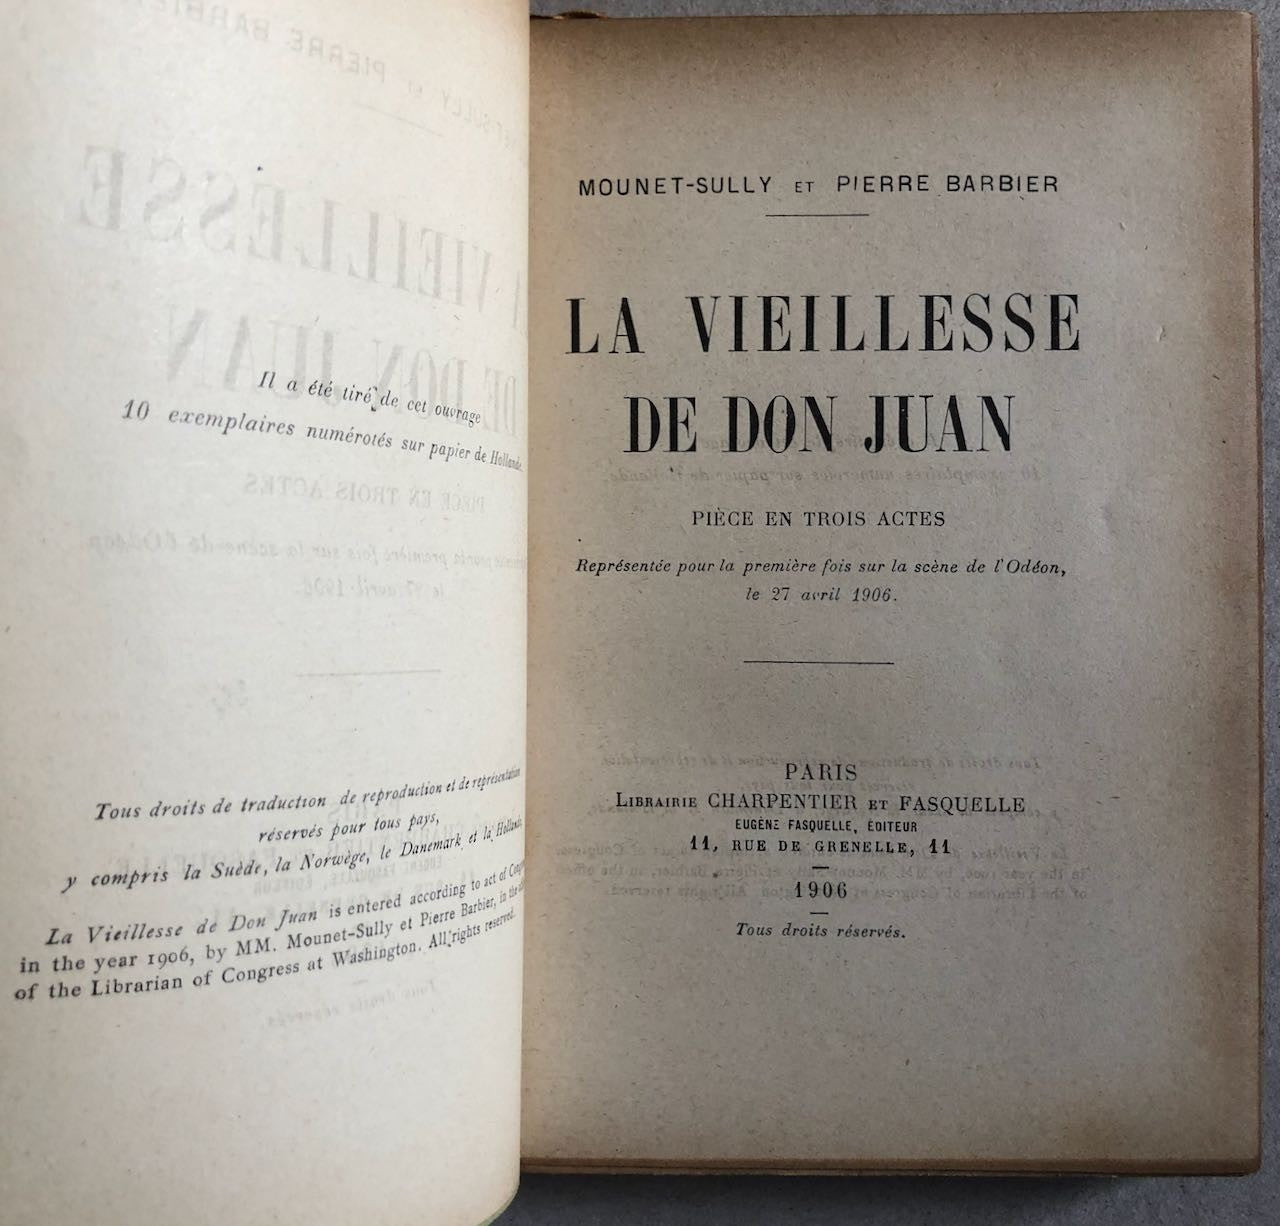 Il a été tiré de cet ouvrage
10 exemplaires numérotés sur papier de Hollande.
Tous droits de traduction de reproduction et de représentation
réservés pour tous pays,
y compris la Suède, la Norwège, le Danemark et la Hollande.
La Vieillesse de Don Juan is entered according to act of
in the year 1906, by MM. Mounet-Sully et Pierre Barbier, in the
of the Librarian of Congress at Washington. All rights reserved.
MOUNET-SULLY ET PIERRE BARBIER
LA VIEILLESSE
DE DON JUAN
PIÈCE EN TROIS ACTES
Représentée pour la première fois sur la scène de l'Odéon,
le 27 avril 1906.
PARIS
LIBRAIRIE CHARPENTIER ET FASQUELLE
EUGÈNE FASQUELLE, ÉDITEUR
11, RUE DE GRENELLE, 11
1906
Tous droits réservés.